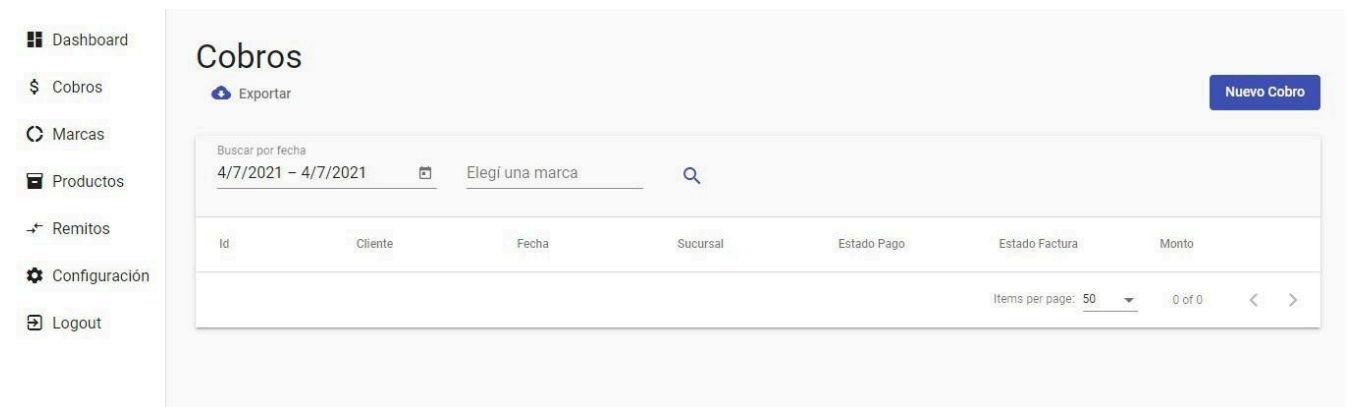 Dashboard
Cobros
Marcas
Productos
Remitos
Configuración
Logout
Cobros
Exportar
Nuevo Cobro
Buscar por fecha
4/7/2021 – 4/7/2021
Elegí una marca
Id Cliente Fecha Sucursal Estado Pago Estado Factura Monto
Items per page: 50 0 of 0